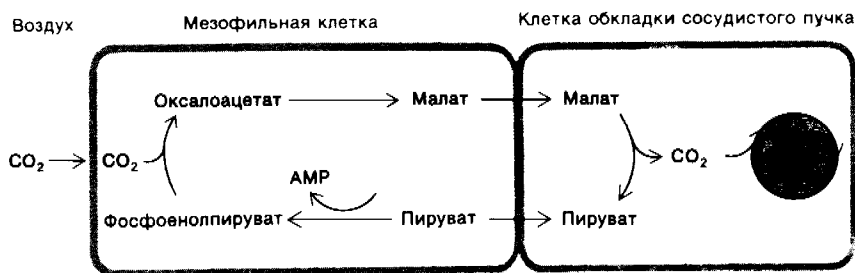 Воздух
Мезофильная клетка
Клетка обкладки сосудистого пучка
Оксалоацетат
Малат
Малат
CO₂
CO₂
CO₂
AMP
Фосфоенолпируват
Пируват
Пируват